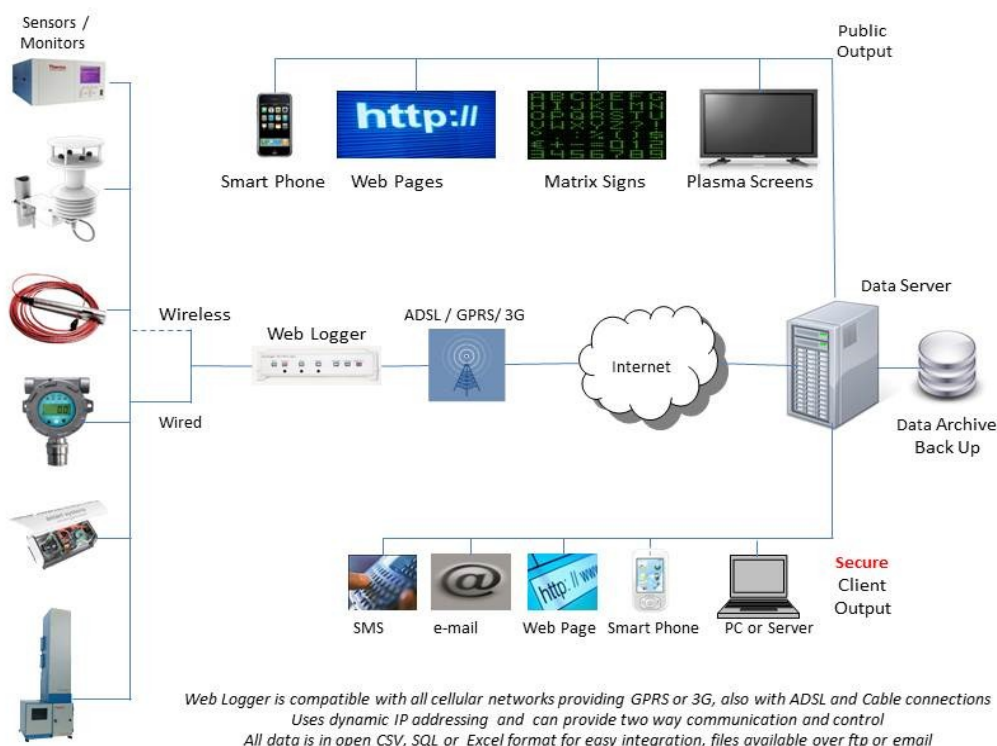 Sensors /
Monitors
Public
Output
http://
A B C D E F G
H I J K L M N
Smart Phone
Web Pages
Matrix Signs
Plasma Screens
Data Server
Wireless
Web Logger
ADSL / GPRS/ 3G
Internet
Wired
Data Archive
Back Up
Secure
Client
Output
@
http: // www
SMS
e-mail
Web Page
Smart Phone
PC or Server
Web Logger is compatible with all cellular networks providing GPRS or 3G, also with ADSL and Cable connections
Uses dynamic IP addressing and can provide two way communication and control
All data is in open CSV, SQL or Excel format for easy integration, files available over ftp or email